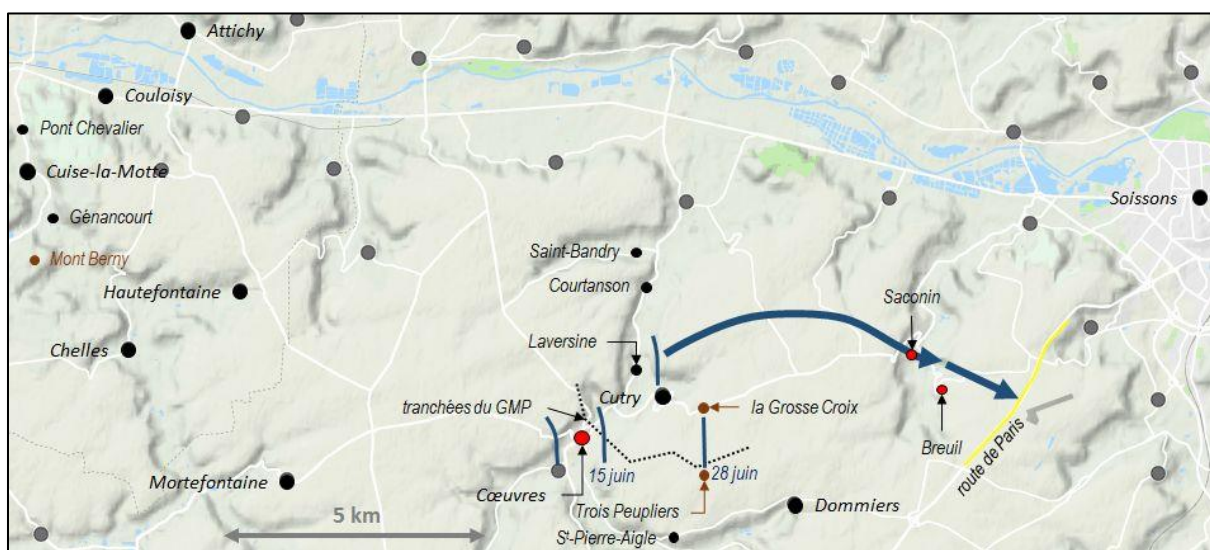 Attichy
Couloisy
Pont Chevalier
Cuise-la-Motte
Soissons
Génancourt
Saint-Bandry
Mont Berny
Courtanson
Hautefontaine
Saconin
Laversine
Chelles
Cutry
tranchées du GMP
la Grosse Croix
Breuil
route de Paris
15 juin
28 juin
Mortefontaine
Cœuvres
Trois Peupliers
Dommiers
5 km
Sᵗ-Pierre-Aigle